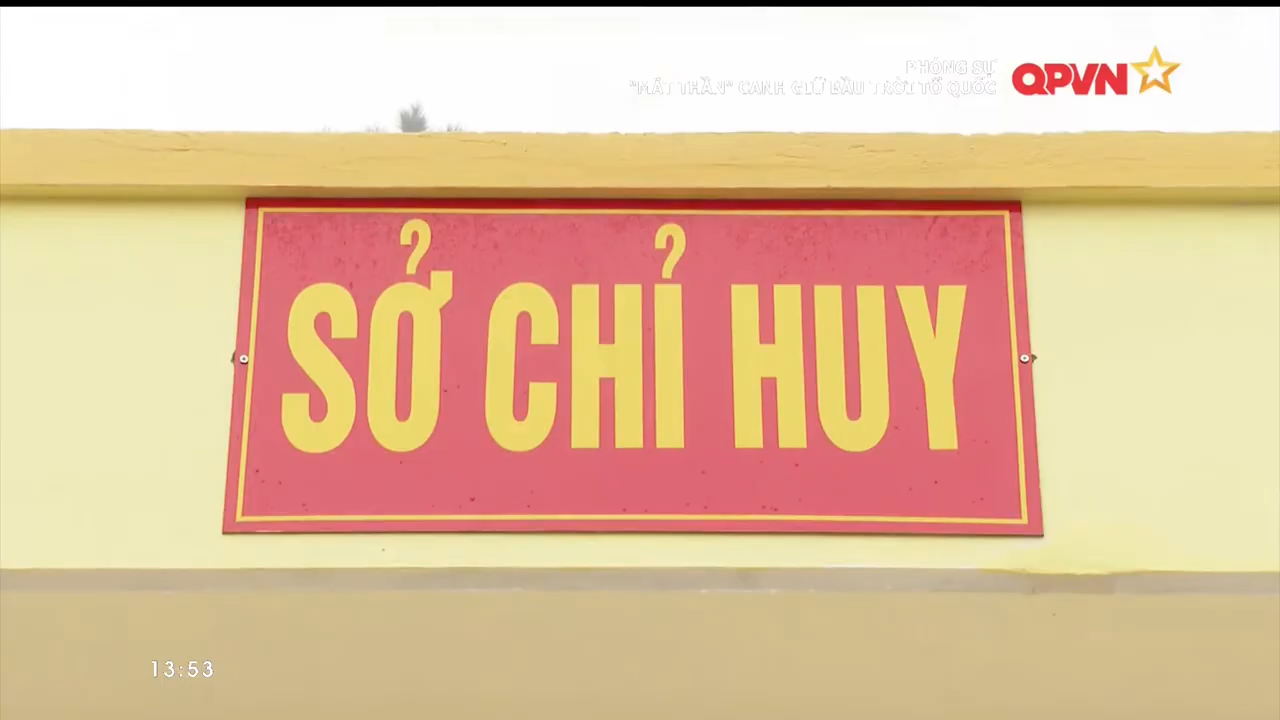 PHÓNG SỰ
"MẮT THẦN" CANH GIỮ BẦU TRỜI TỔ QUỐC
QPVN
SỞ CHỈ HUY
13:53